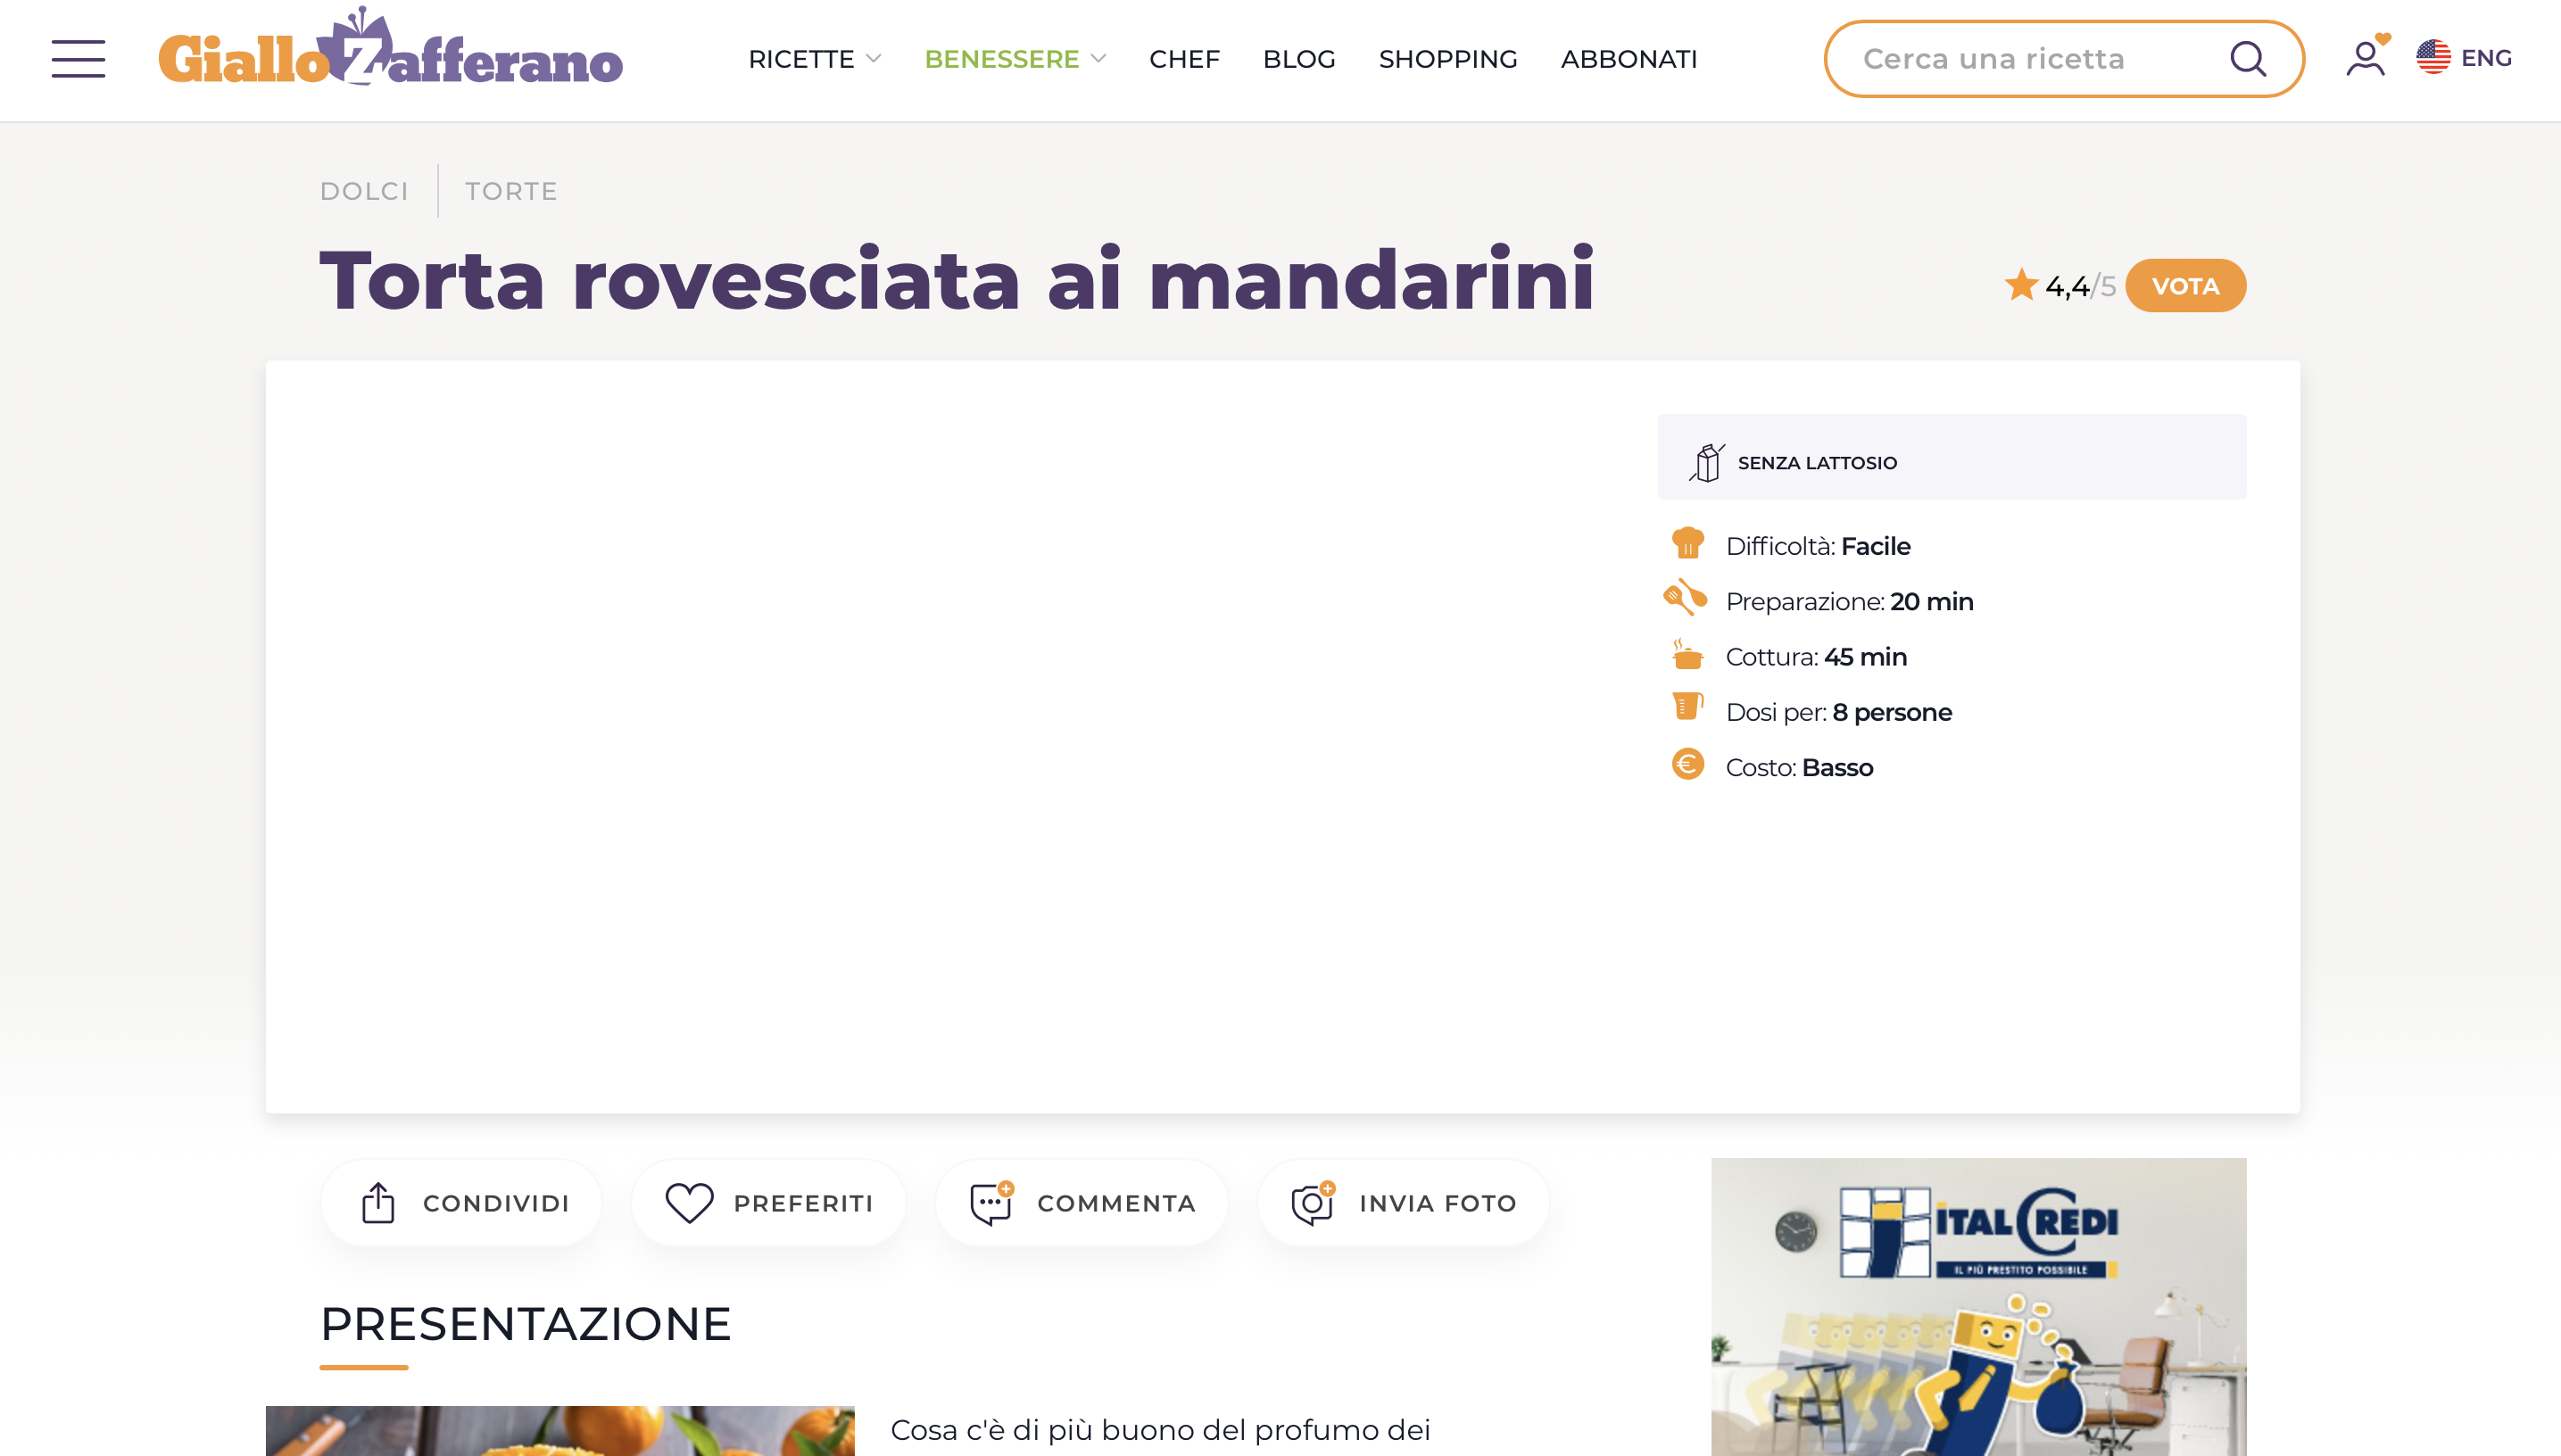 GialloZafferano
RICETTE
BENESSERE
CHEF
BLOG
SHOPPING
ABBONATI
Cerca una ricetta
ENG
DOLCI
TORTE
Torta rovesciata ai mandarini
4,4/5
VOTA
SENZA LATTOSIO
Difficoltà: Facile
Preparazione: 20 min
Cottura: 45 min
Dosi per: 8 persone
Costo: Basso
CONDIVIDI
PREFERITI
COMMENTA
INVIA FOTO
ITALCREDI
IL PIÙ PRESTITO POSSIBILE
PRESENTAZIONE
Cosa c'è di più buono del profumo dei